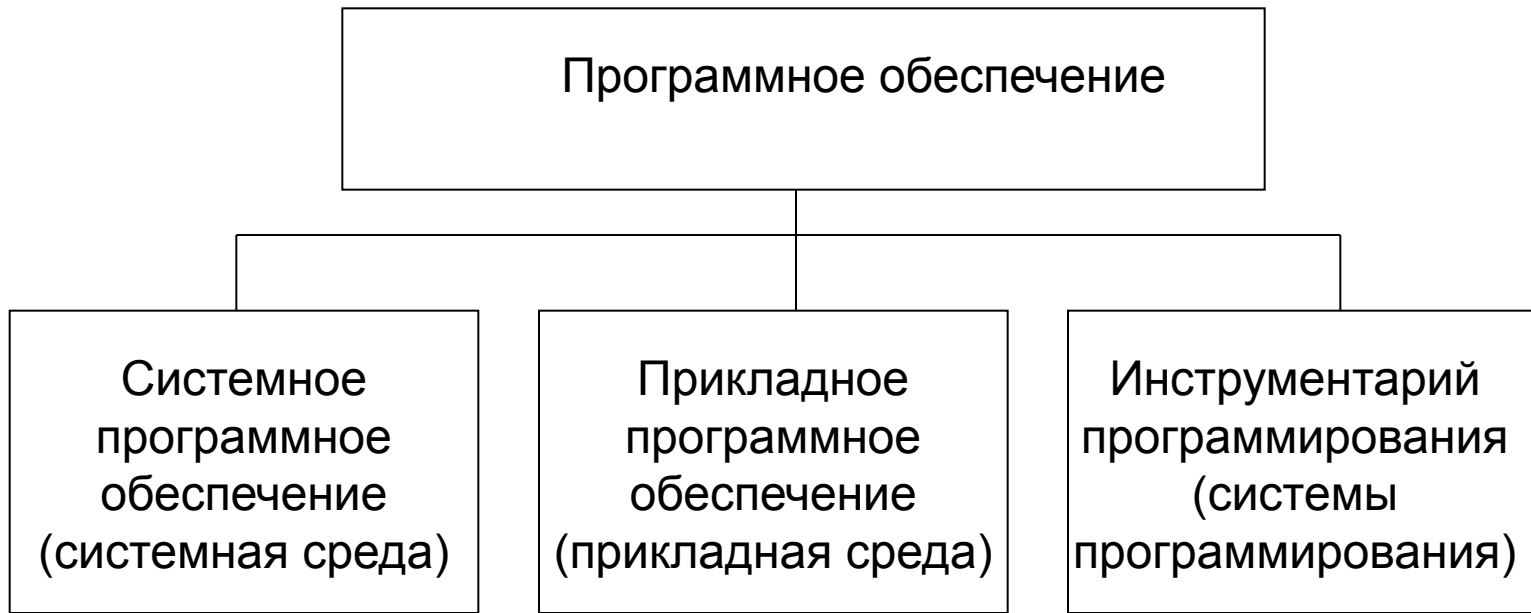 Программное обеспечение
Системное
программное
обеспечение
(системная среда)
Прикладное
программное
обеспечение
(прикладная среда)
Инструментарий
программирования
(системы
программирования)